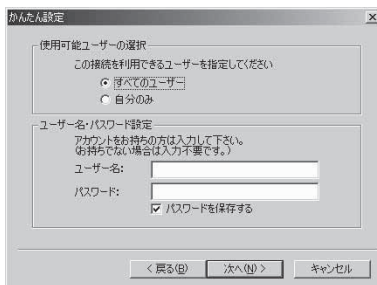 かんたん設定
使用可能ユーザーの選択
この接続を利用できるユーザーを指定してください
すべてのユーザー
自分のみ
ユーザー名・パスワード設定
アカウントをお持ちの方は入力して下さい。
(お持ちでない場合は入力不要です。)
ユーザー名:
パスワード:
パスワードを保存する
< 戻る(B)
次へ(N) >
キャンセル